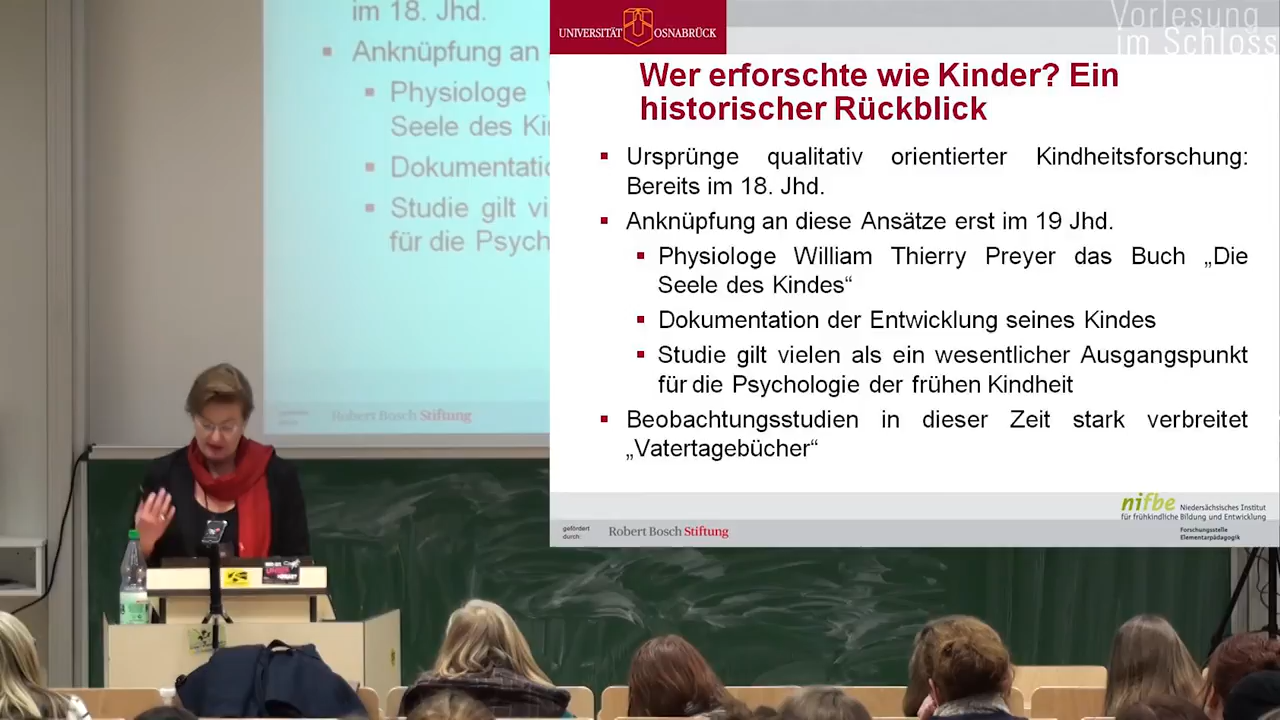 im 18. Jhd.
Anknüpfung an
Physiologe
Seele des Ki
Dokumentatio
Studie gilt vi
für die Psych
Robert Bosch Stiftung
UNIVERSITÄT OSNABRÜCK
Vorlesung
im Schloss
Wer erforschte wie Kinder? Ein
historischer Rückblick
Ursprünge qualitativ orientierter Kindheitsforschung:
Bereits im 18. Jhd.
Anknüpfung an diese Ansätze erst im 19 Jhd.
Physiologe William Thierry Preyer das Buch „Die
Seele des Kindes“
Dokumentation der Entwicklung seines Kindes
Studie gilt vielen als ein wesentlicher Ausgangspunkt
für die Psychologie der frühen Kindheit
Beobachtungsstudien in dieser Zeit stark verbreitet
„Vatertagebücher“
gefördert
durch:
Robert Bosch Stiftung
nifbe Niedersächsisches Institut
für frühkindliche Bildung und Entwicklung
Forschungsstelle
Elementarpädagogik